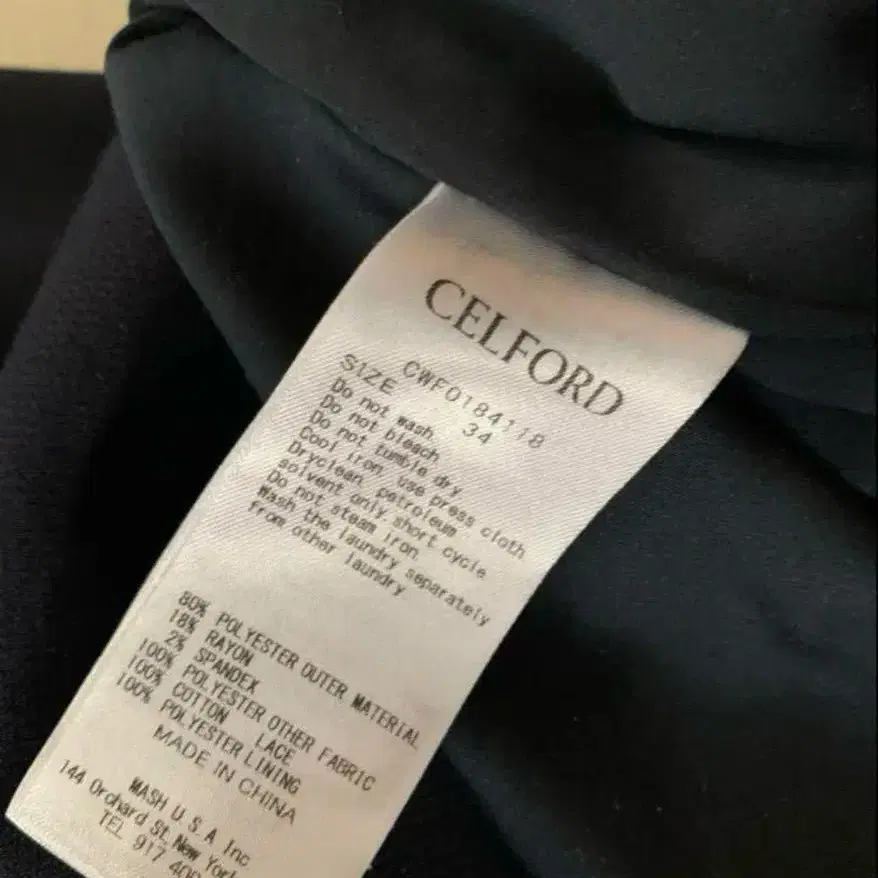 CELFORD
CWFO184118
SIZE 34
Do not wash
Do not bleach
Do not tumble dry
Cool iron, use press cloth
Dryclean, petroleum
solvent only short cycle
Do not steam iron
Wash the laundry separately
from other laundry
80% POLYESTER OUTER MATERIAL
18% RAYON
2% SPANDEX
100% POLYESTER OTHER FABRIC
100% COTTON LACE
100% POLYESTER LINING
MADE IN CHINA
MASH U.S.A Inc.
144 Orchard St. New York
TEL 917